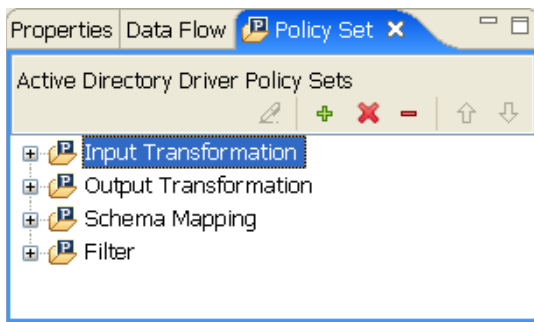 Properties Data Flow Policy Set
Active Directory Driver Policy Sets
Input Transformation
Output Transformation
Schema Mapping
Filter